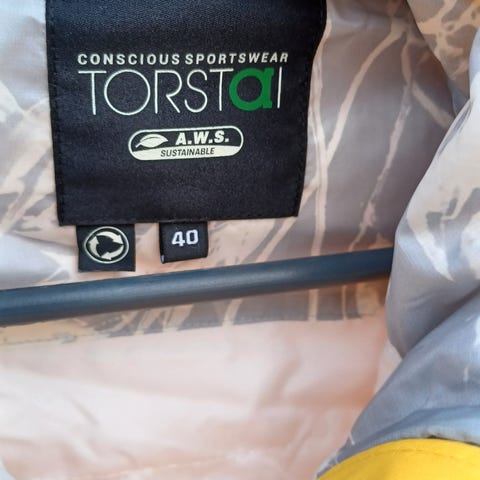 CONSCIOUS SPORTSWEAR
TORSTaI
A.W.S.
SUSTAINABLE
40